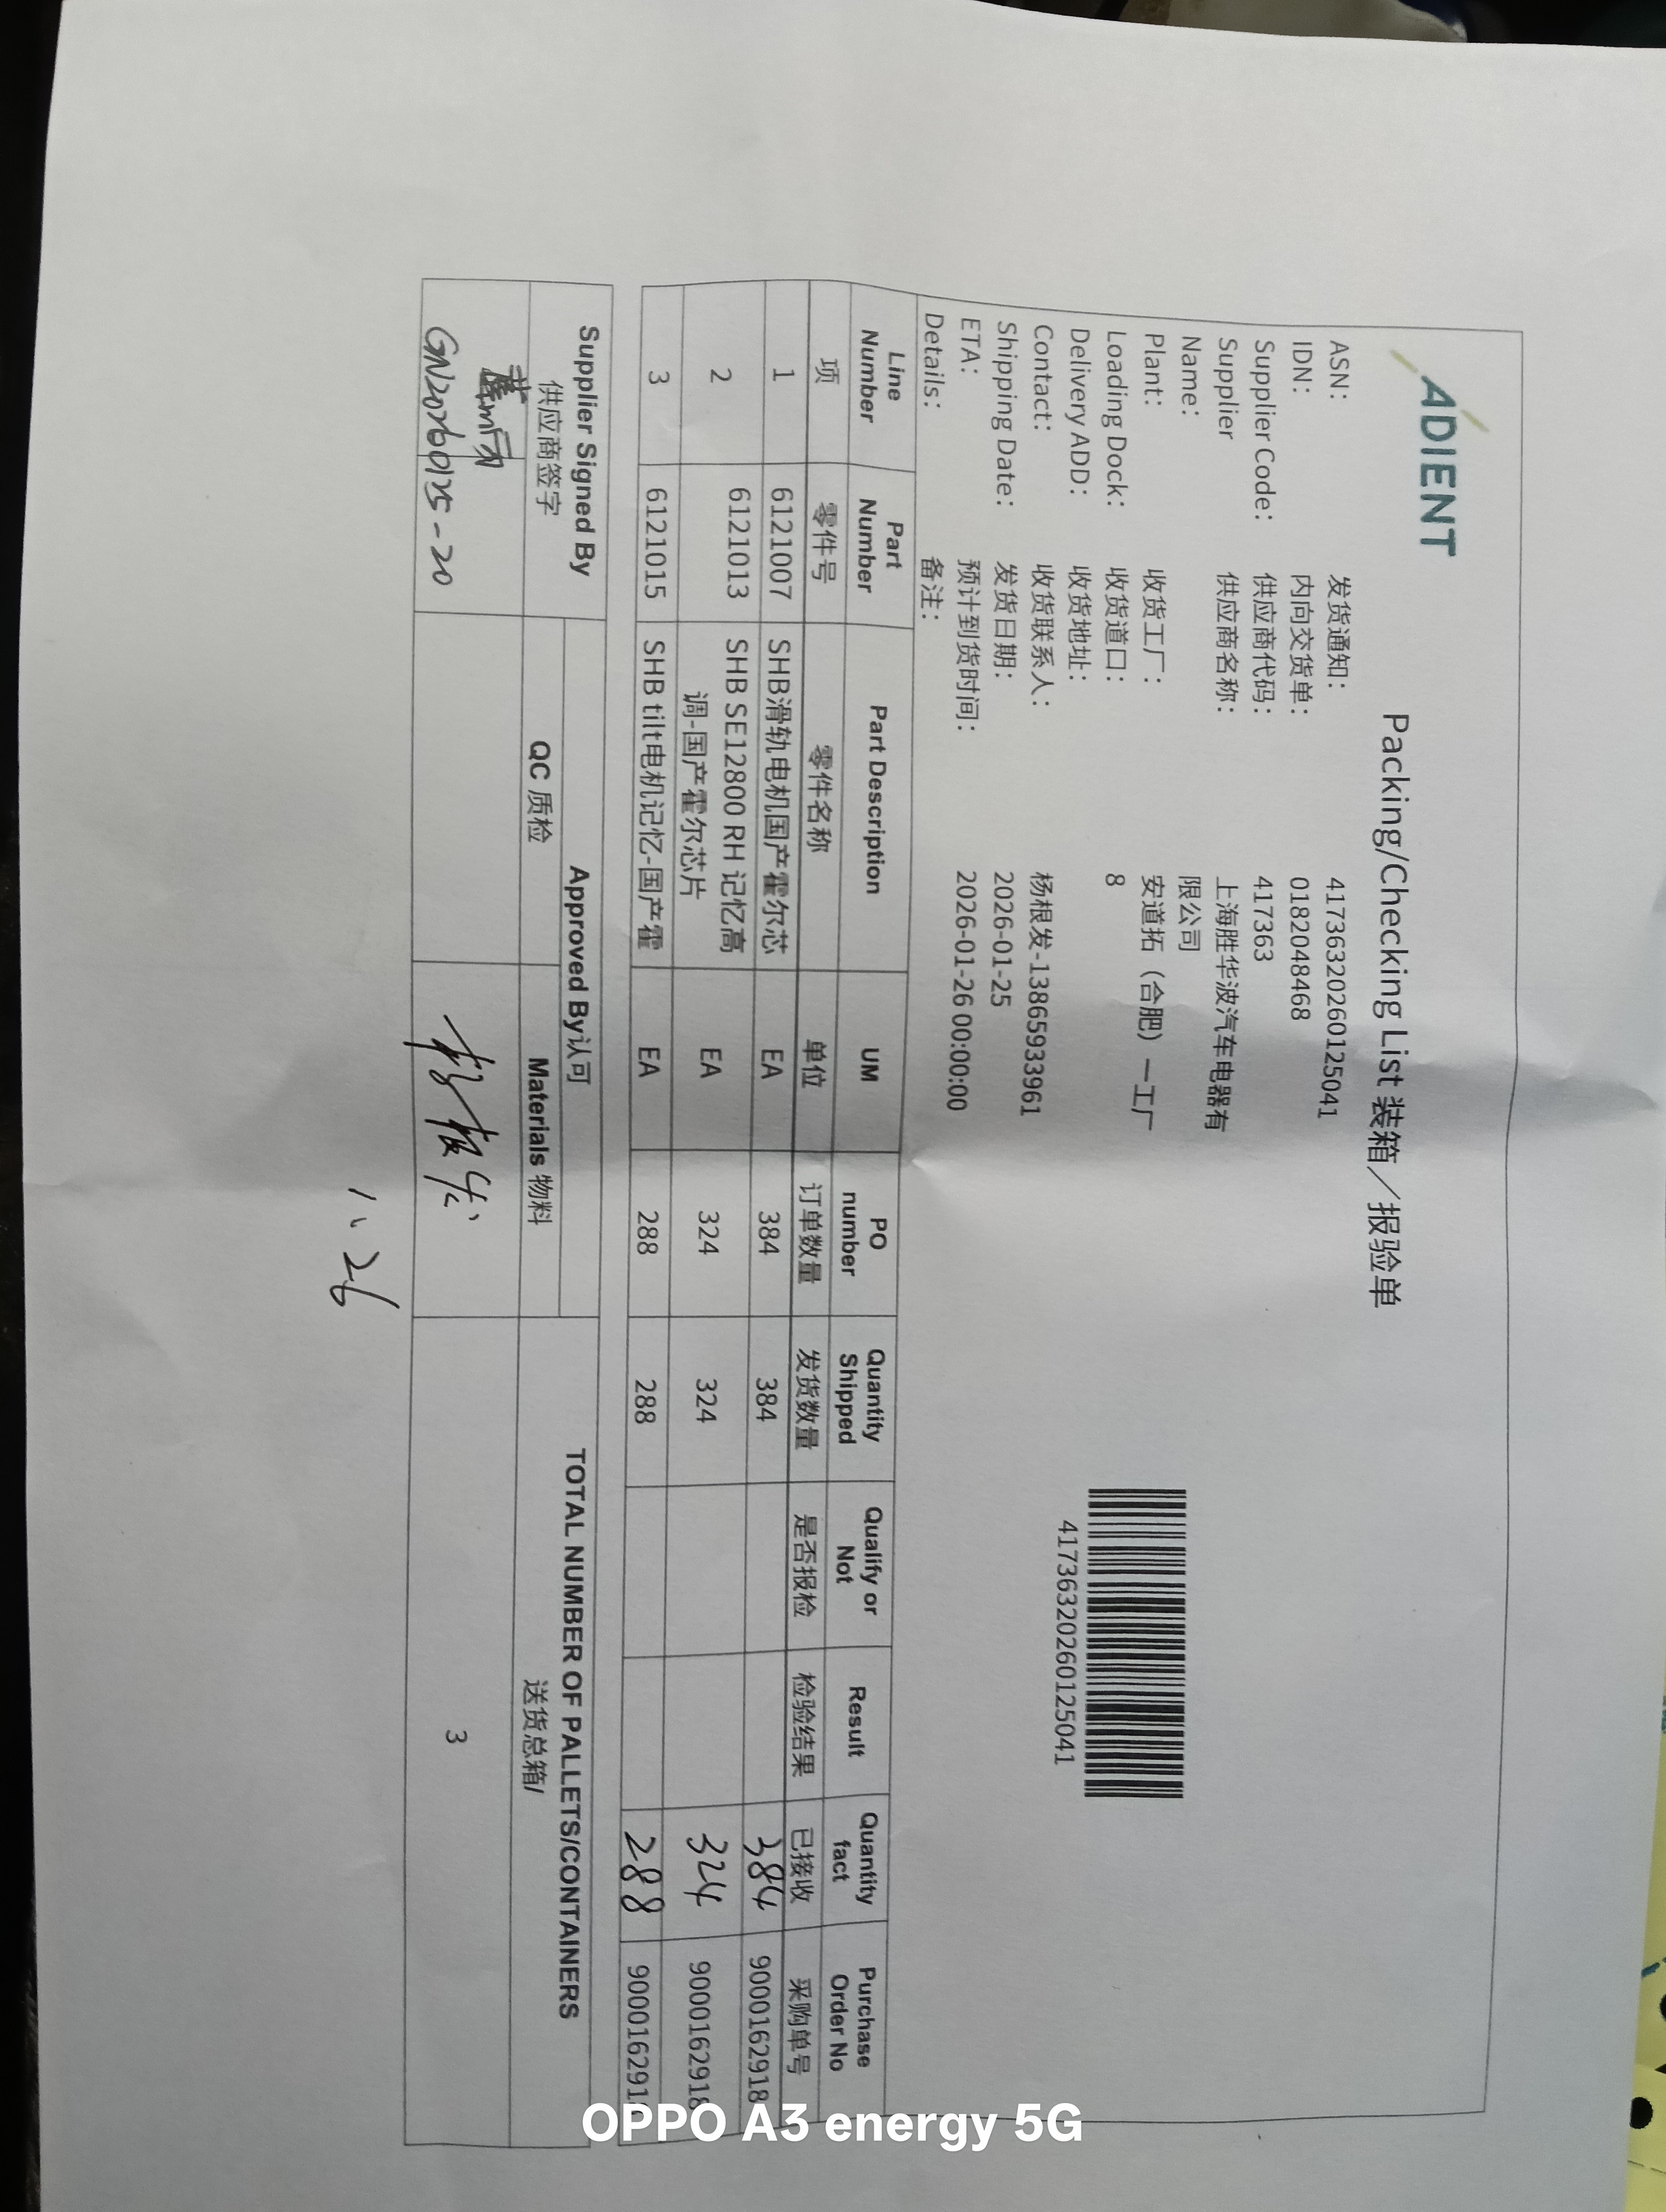 ADIENT
Packing/Checking List 装箱／报验单
ASN: 发货通知: 41736320260125041
IDN: 内向交货单: 0182048468
Supplier Code: 供应商代码: 417363
Supplier Name: 供应商名称: 上海胜华波汽车电器有
限公司
Plant: 收货工厂: 安道拓（合肥）一工厂
Loading Dock: 收货道口: 8
Delivery ADD: 收货地址:
Contact: 收货联系人: 杨根发-13865933961
Shipping Date: 发货日期: 2026-01-25
ETA: 预计到货时间: 2026-01-26 00:00:00
Details: 备注:
41736320260125041
Line Number Part Number Part Description UM PO number Quantity Shipped Qualify or Not Result Quantity fact Purchase Order No
项 零件号 零件名称 单位 订单数量 发货数量 是否报检 检验结果 已接收 采购单号
1 6121007 SHB滑轨电机国产霍尔芯 EA 384 384 384 9000162918
2 6121013 SHB SE12800 RH 记忆高 EA 324 324 324 9000162918
调-国产霍尔芯片
3 6121015 SHB tilt电机记忆-国产霍 EA 288 288 288 900016291
Supplier Signed By Approved By认可 TOTAL NUMBER OF PALLETS/CONTAINERS
供应商签字 QC 质检 Materials 物料 送货总箱/
GN20260125-20 杨根发 3
1、26
OPPO A3 energy 5G